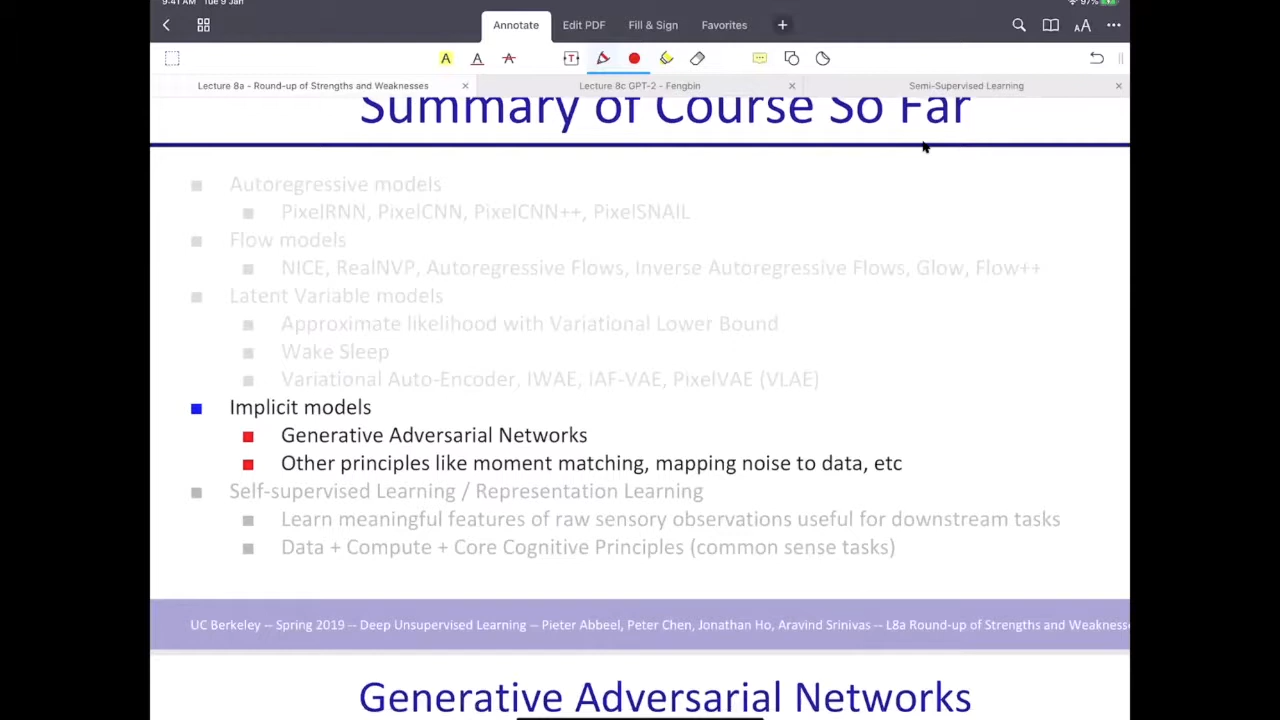 9:41 AM Tue 9 Jan
97%
Annotate Edit PDF Fill & Sign Favorites +
Lecture 8a - Round-up of Strengths and Weaknesses × Lecture 8c GPT-2 - Fengbin × Semi-Supervised Learning ×
Summary of Course So Far
Autoregressive models
PixelRNN, PixelCNN, PixelCNN++, PixelSNAIL
Flow models
NICE, RealNVP, Autoregressive Flows, Inverse Autoregressive Flows, Glow, Flow++
Latent Variable models
Approximate likelihood with Variational Lower Bound
Wake Sleep
Variational Auto-Encoder, IWAE, IAF-VAE, PixelVAE (VLAE)
Implicit models
Generative Adversarial Networks
Other principles like moment matching, mapping noise to data, etc
Self-supervised Learning / Representation Learning
Learn meaningful features of raw sensory observations useful for downstream tasks
Data + Compute + Core Cognitive Principles (common sense tasks)
UC Berkeley -- Spring 2019 -- Deep Unsupervised Learning -- Pieter Abbeel, Peter Chen, Jonathan Ho, Aravind Srinivas -- L8a Round-up of Strengths and Weaknesse
Generative Adversarial Networks